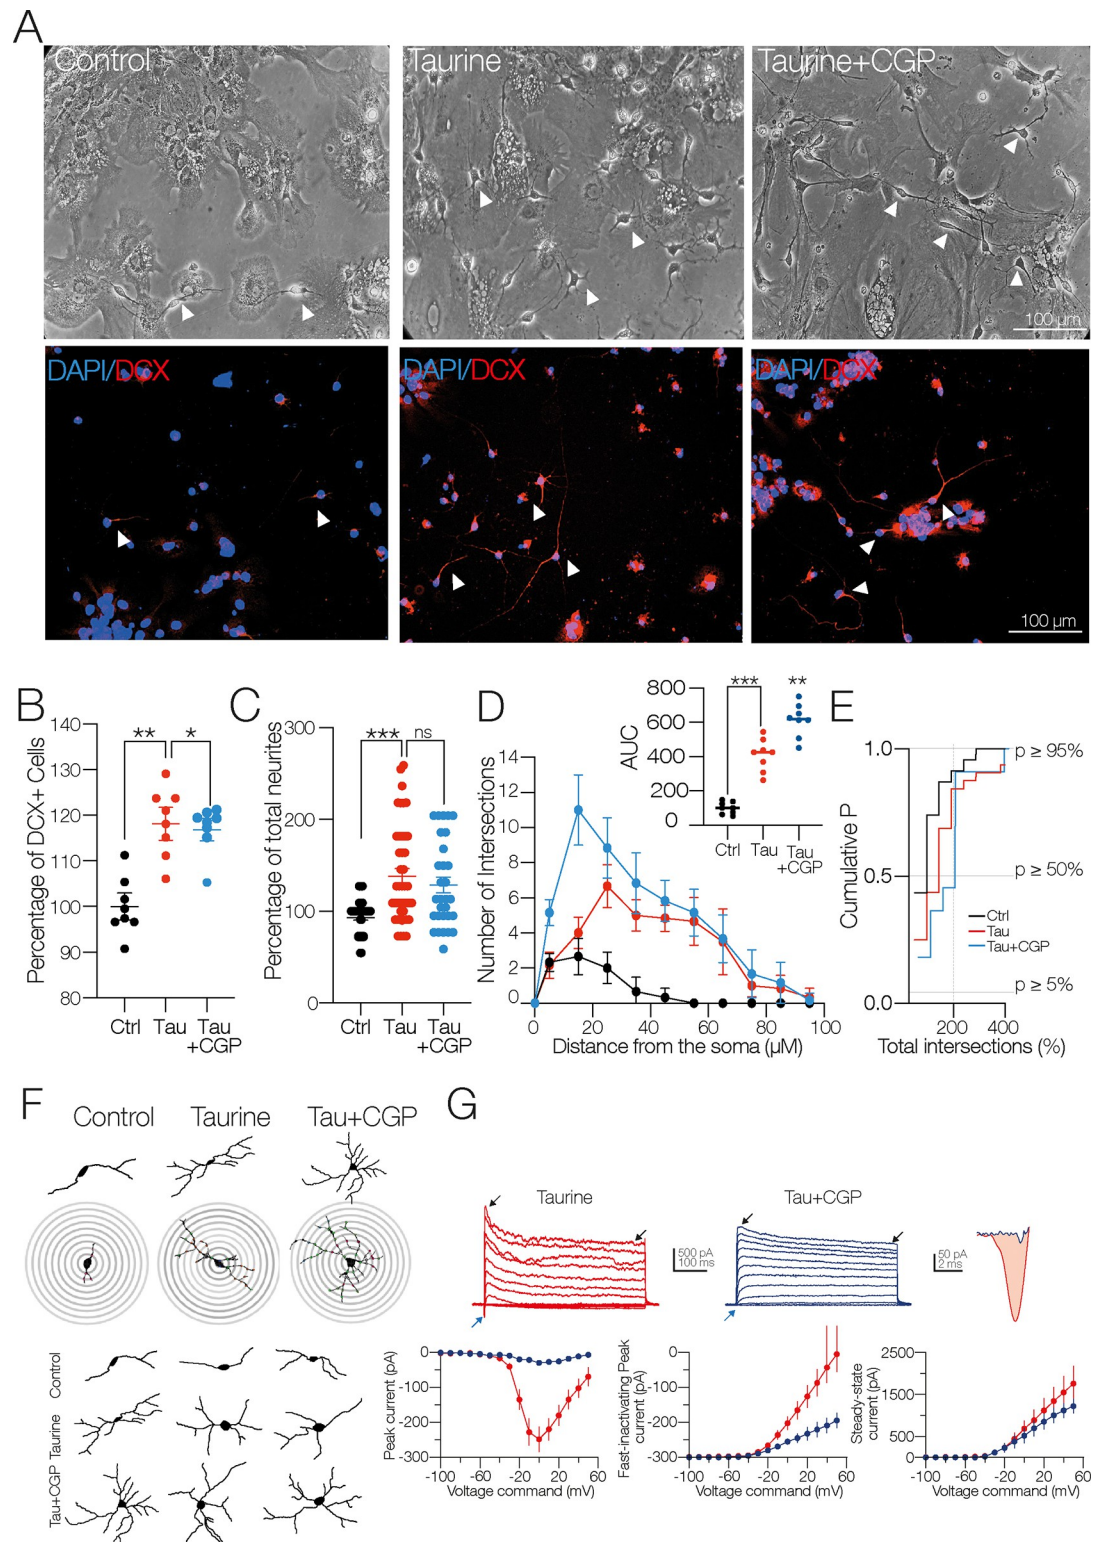 A
Control
Taurine
Taurine+CGP
100 µm
DAPI/DCX
DAPI/DCX
DAPI/DCX
100 µm
B
Percentage of DCX+ Cells
140
130
120
110
100
90
80
** *
Ctrl Tau Tau
+CGP
C
Percentage of total neurites
300
200
100
0
*** ns
Ctrl Tau Tau
+CGP
D
Number of Intersections
14
12
10
8
6
4
2
0
0 20 40 60 80 100
Distance from the soma (µM)
AUC
800
600
400
200
0
*** **
Ctrl Tau Tau
+CGP
E
Cumulative P
1.0
0.5
0.0
p ≥ 95%
p ≥ 50%
p ≥ 5%
Ctrl
Tau
Tau+CGP
200 400
Total intersections (%)
F
Control Taurine Tau+CGP
Control
Taurine
Tau+CGP
G
Taurine
500 pA
100 ms
Tau+CGP
50 pA
2 ms
Peak current (pA)
0
-100
-200
-300
-100 -60 -20 20 60
Voltage command (mV)
Fast-inactivating Peak
current (pA)
0
-100
-200
-300
-100 -60 -20 20 60
Voltage command (mV)
Steady-state
current (pA)
2500
1500
500
0
-100 -60 -20 20 60
Voltage command (mV)